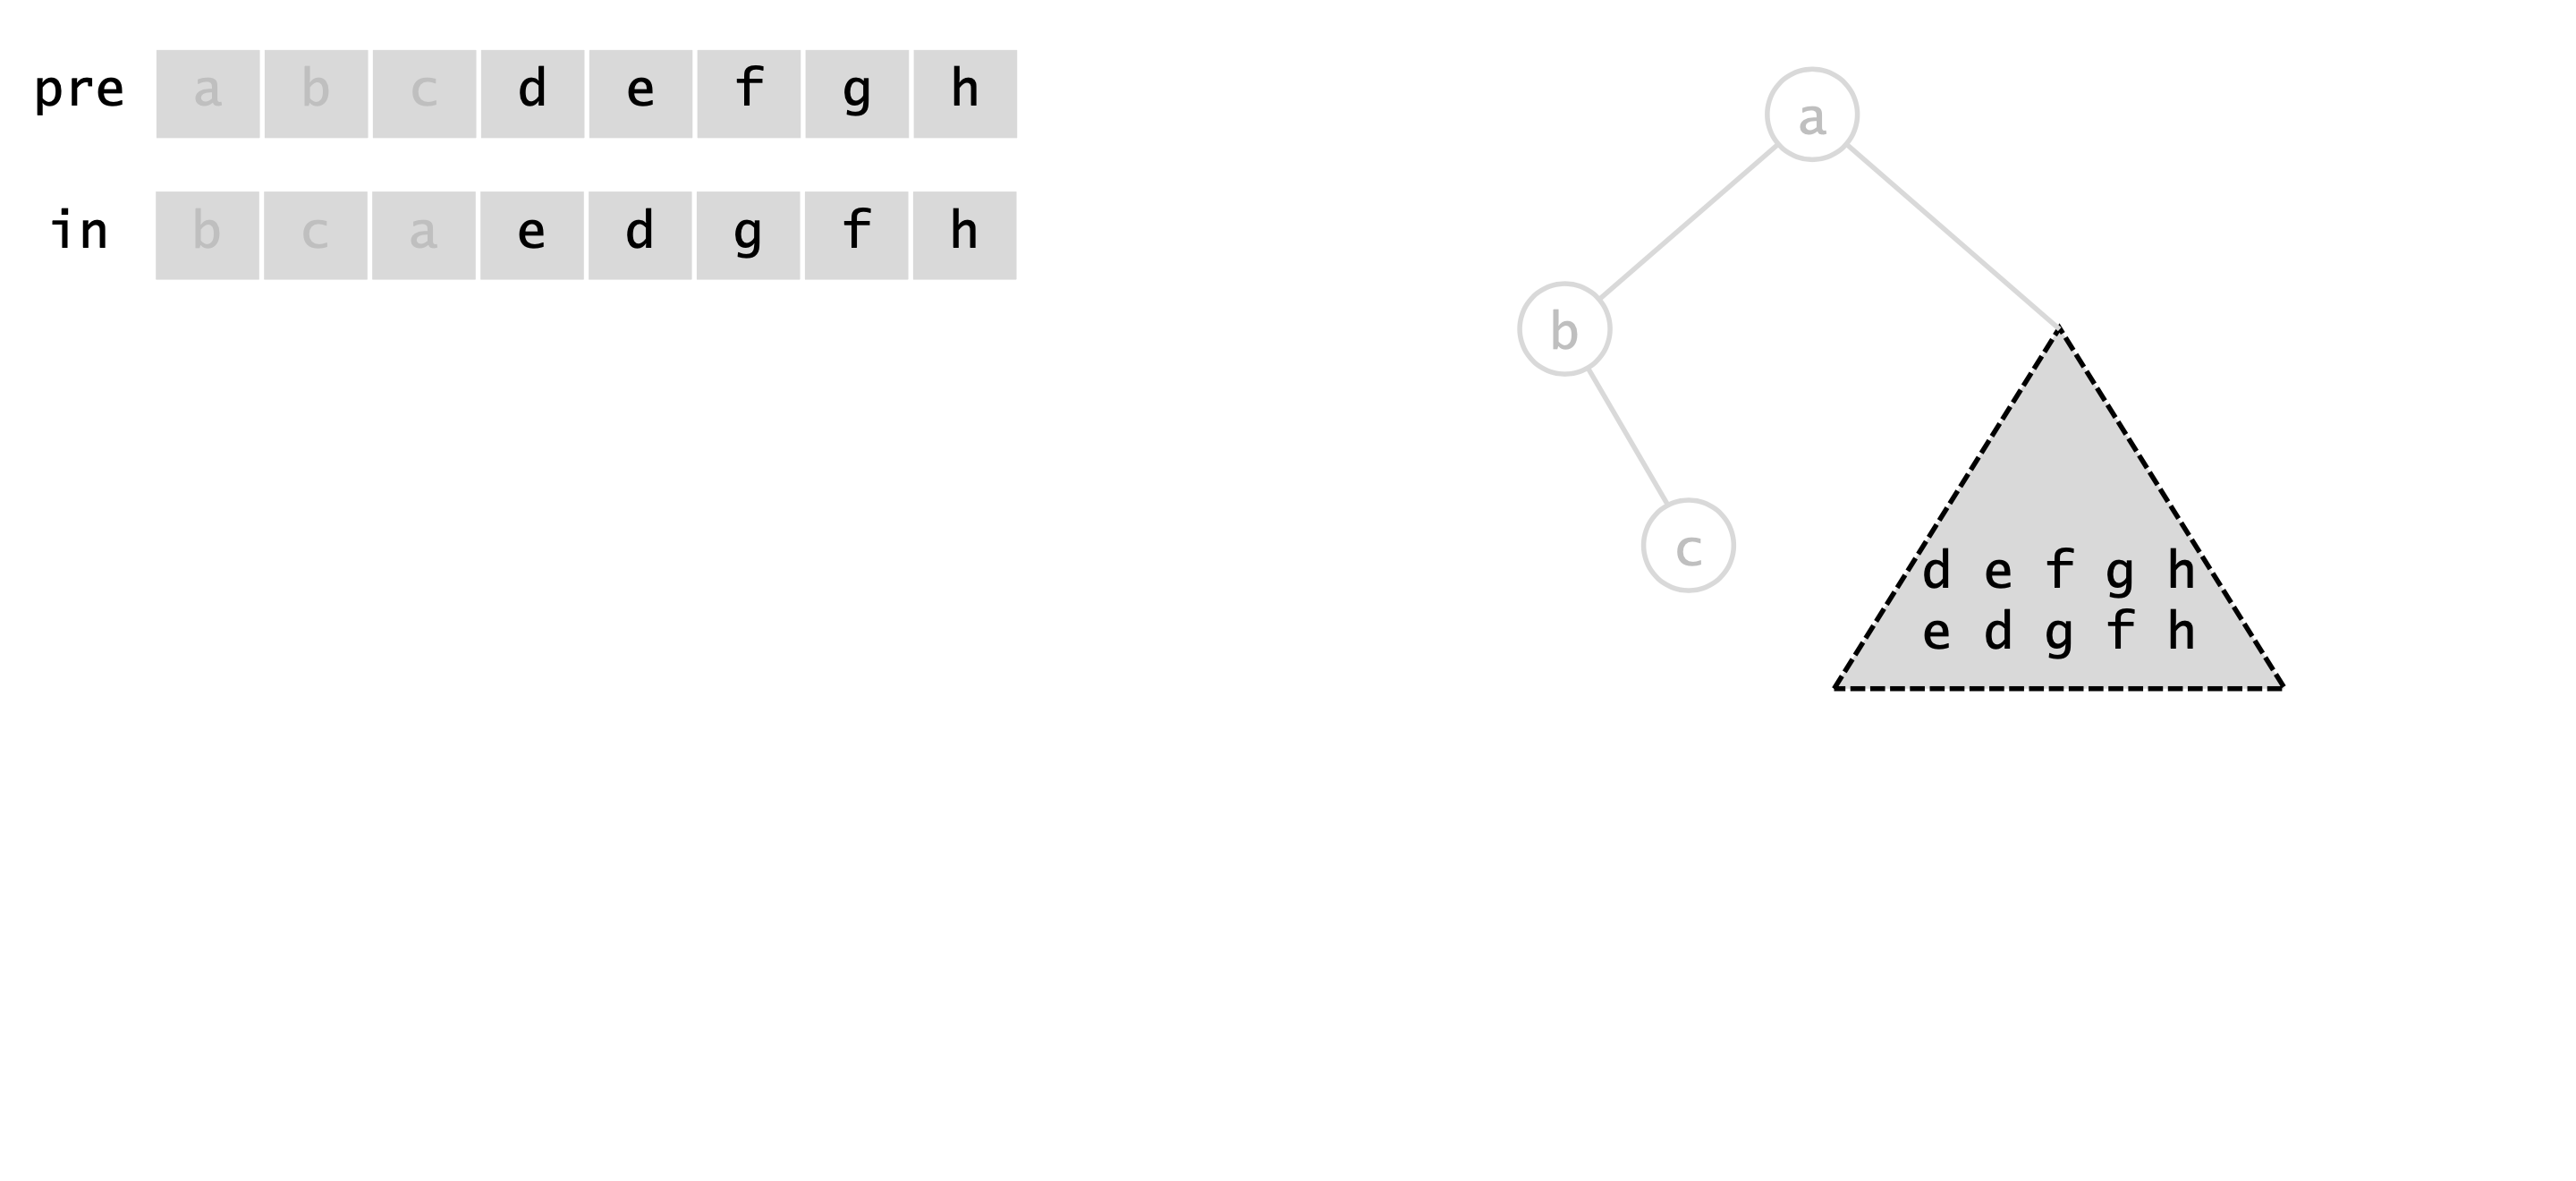 pre a b c d e f g h
in b c a e d g f h
a
b
c
d e f g h
e d g f h